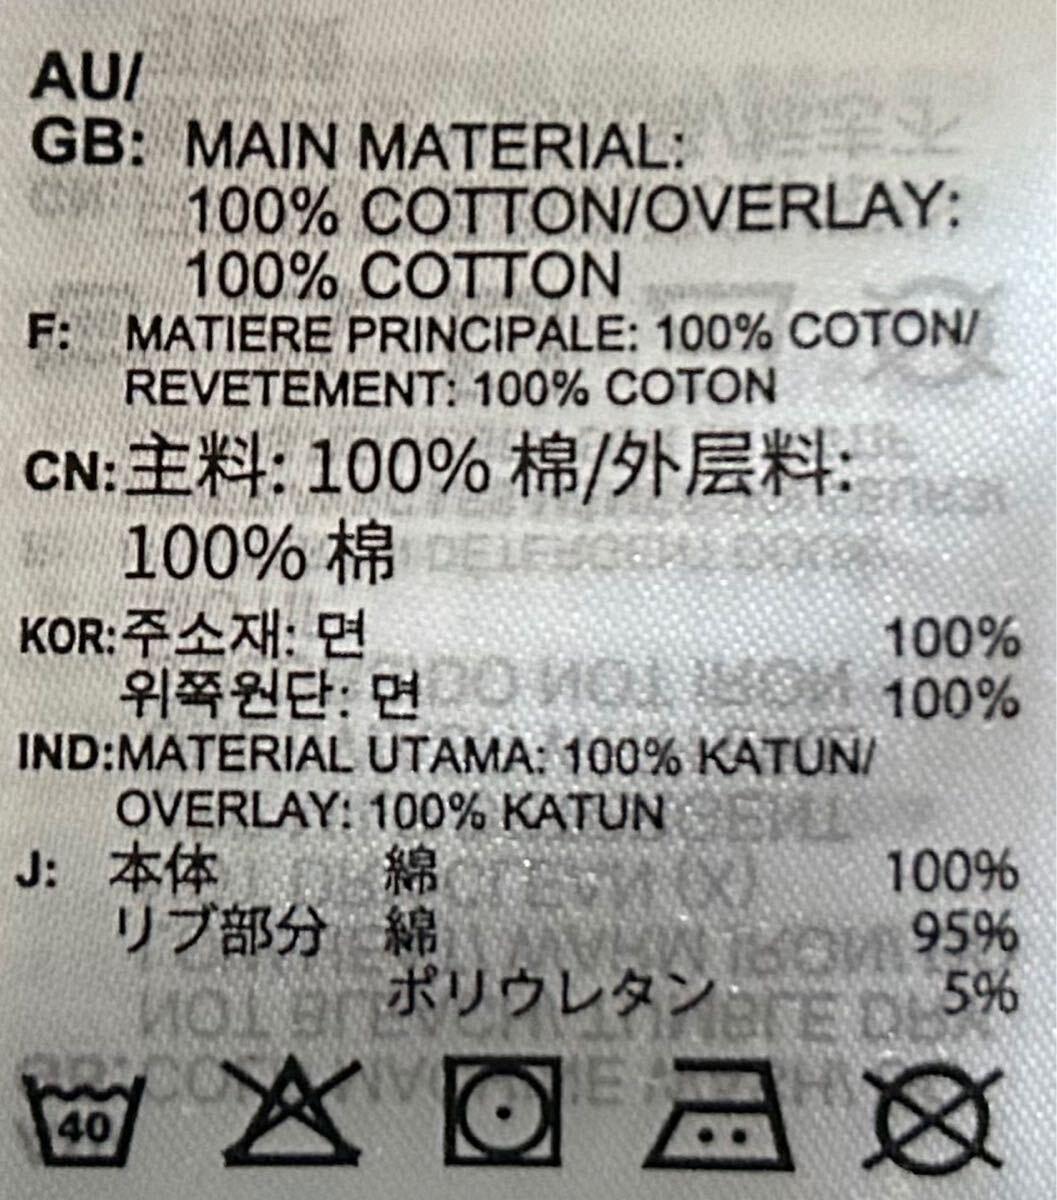 AU/
GB: MAIN MATERIAL:
100% COTTON/OVERLAY:
100% COTTON
F: MATIERE PRINCIPALE: 100% COTON/
REVETEMENT: 100% COTON
CN: 主料: 100% 棉/外层料:
100% 棉
KOR: 주소재: 면 100%
위쪽원단: 면 100%
IND: MATERIAL UTAMA: 100% KATUN/
OVERLAY: 100% KATUN
J: 本体 綿 100%
リブ部分 綿 95%
ポリウレタン 5%
40